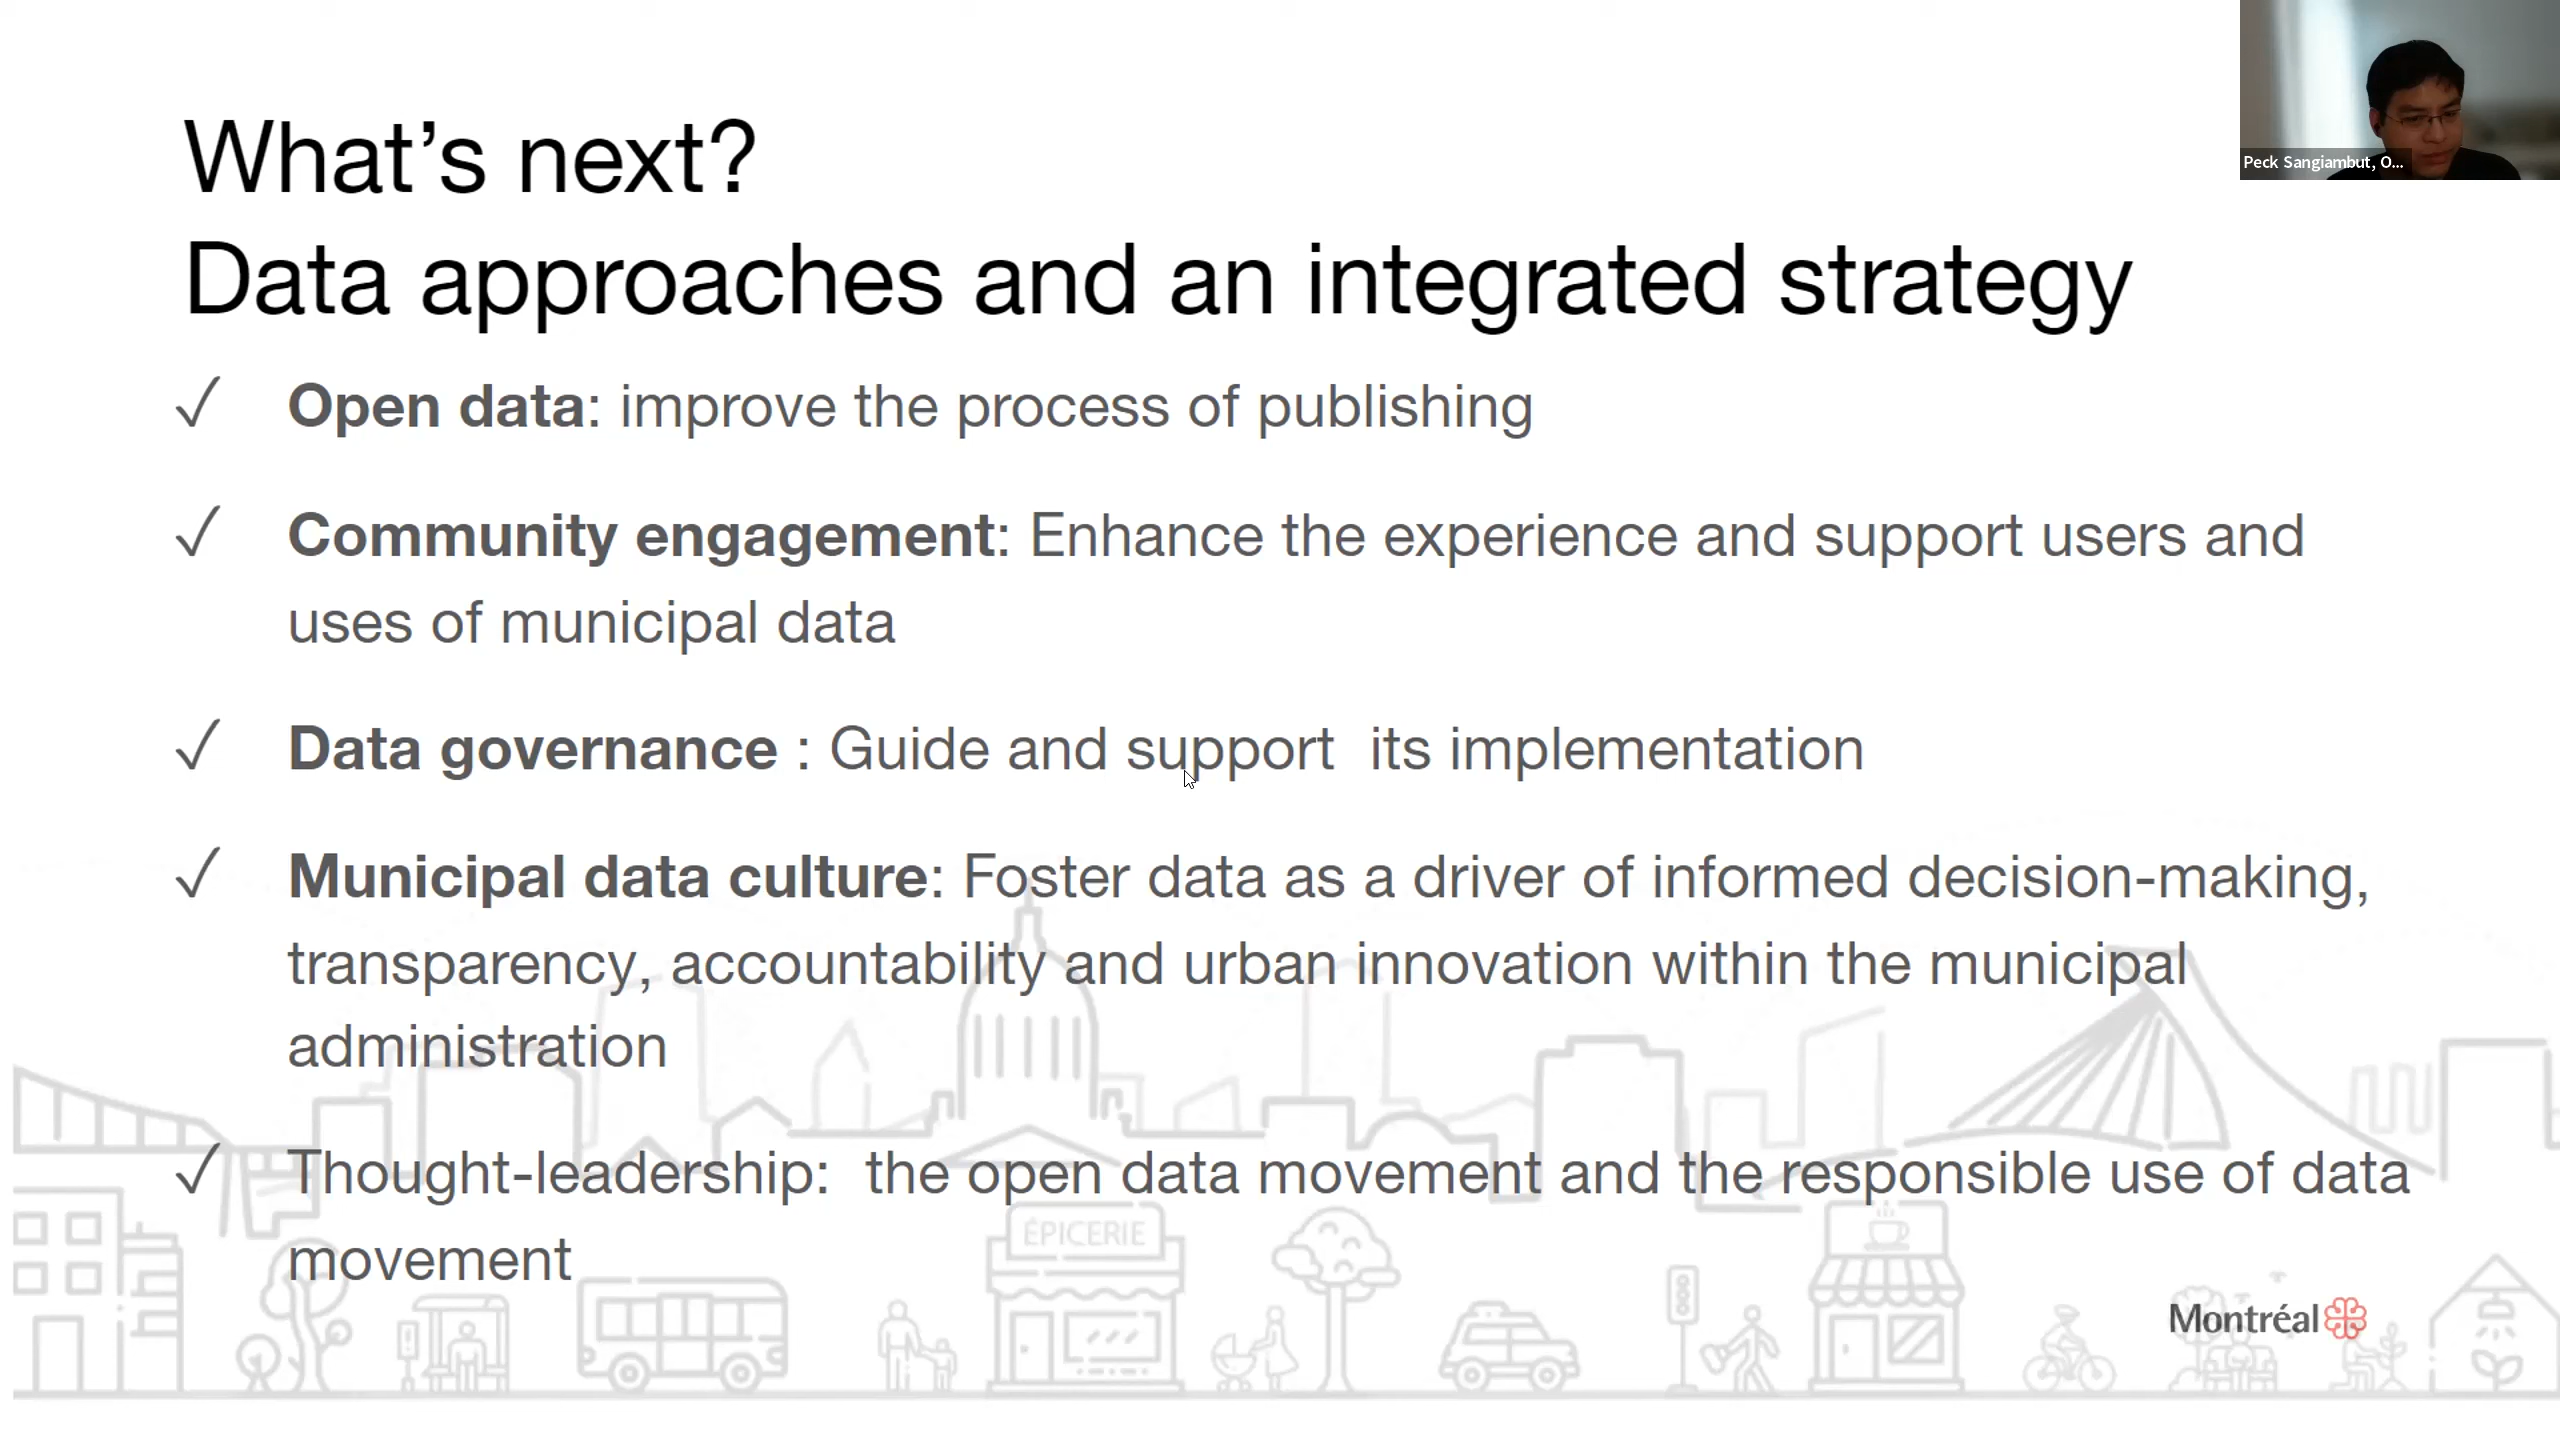 What’s next?
Data approaches and an integrated strategy
Peck Sangiambut, O...
✓ Open data: improve the process of publishing
✓ Community engagement: Enhance the experience and support users and
uses of municipal data
✓ Data governance : Guide and support  its implementation
✓ Municipal data culture: Foster data as a driver of informed decision-making,
transparency, accountability and urban innovation within the municipal
administration
✓ Thought-leadership:  the open data movement and the responsible use of data
movement
ÉPICERIE
Montréal